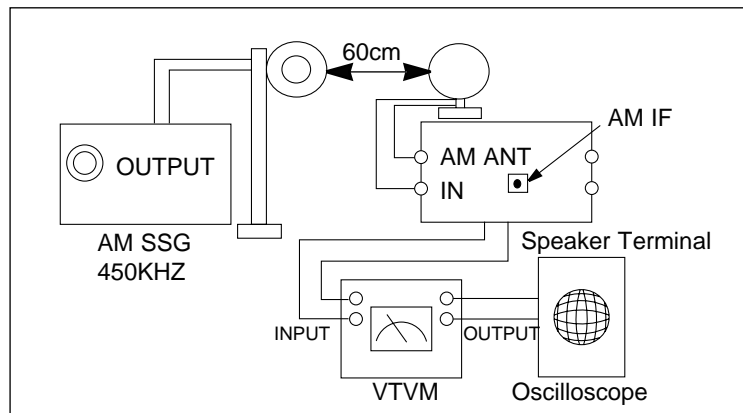 60cm
AM IF
OUTPUT
AM ANT
IN
AM SSG
450KHZ
Speaker Terminal
INPUT
OUTPUT
VTVM
Oscilloscope